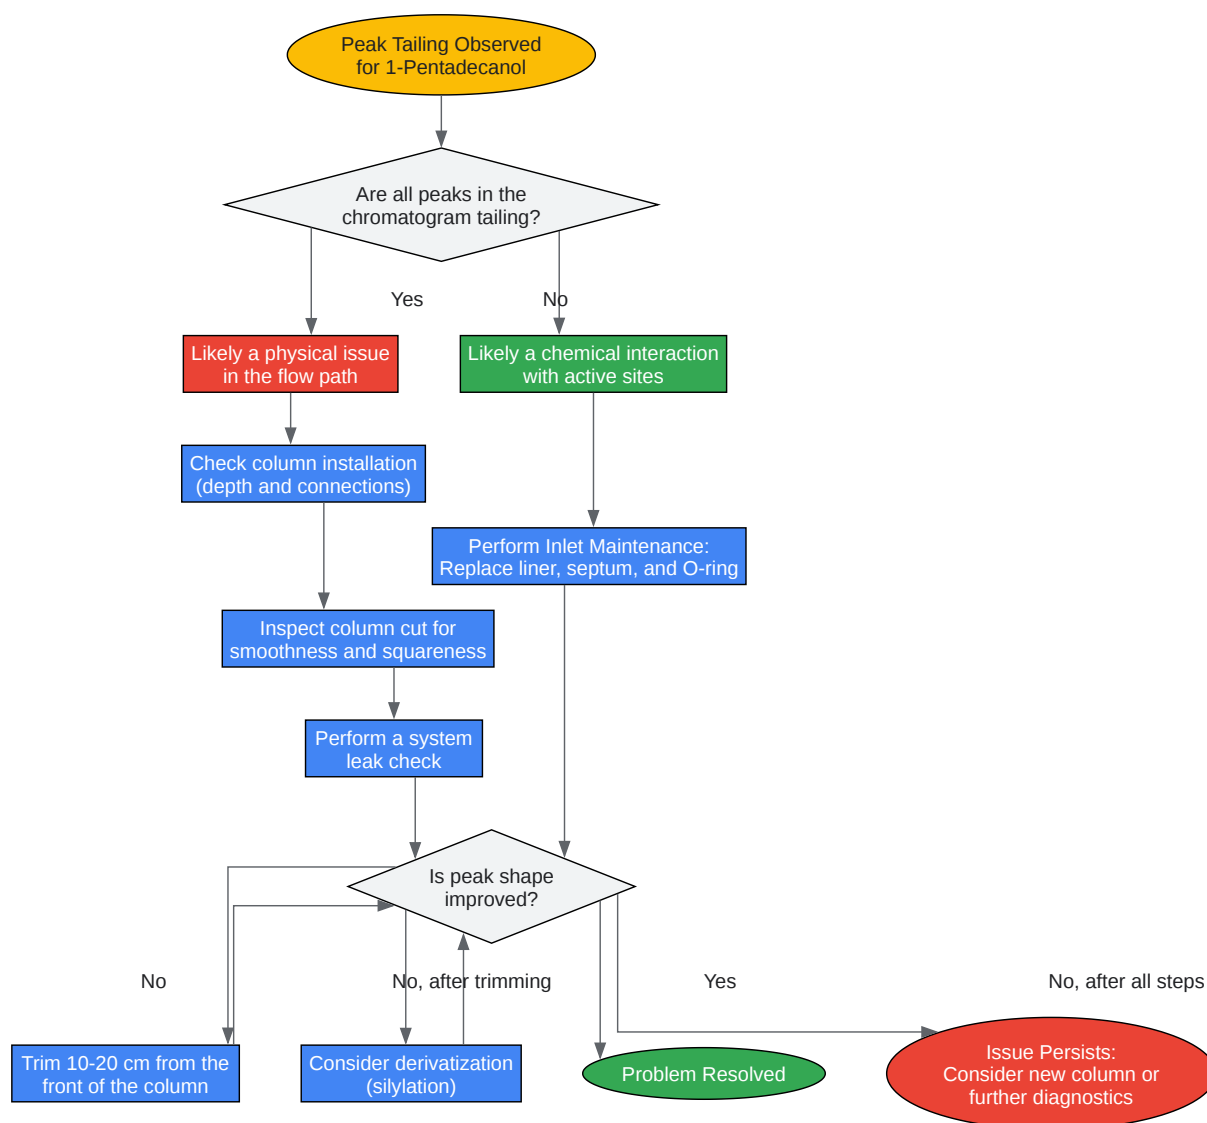 Peak Tailing Observed
for 1-Pentadecanol
Are all peaks in the
chromatogram tailing?
Yes
No
Likely a physical issue
in the flow path
Likely a chemical interaction
with active sites
Check column installation
(depth and connections)
Perform Inlet Maintenance:
Replace liner, septum, and O-ring
Inspect column cut for
smoothness and squareness
Perform a system
leak check
Is peak shape
improved?
No
No, after trimming
Yes
No, after all steps
Trim 10-20 cm from the
front of the column
Consider derivatization
(silylation)
Problem Resolved
Issue Persists:
Consider new column or
further diagnostics